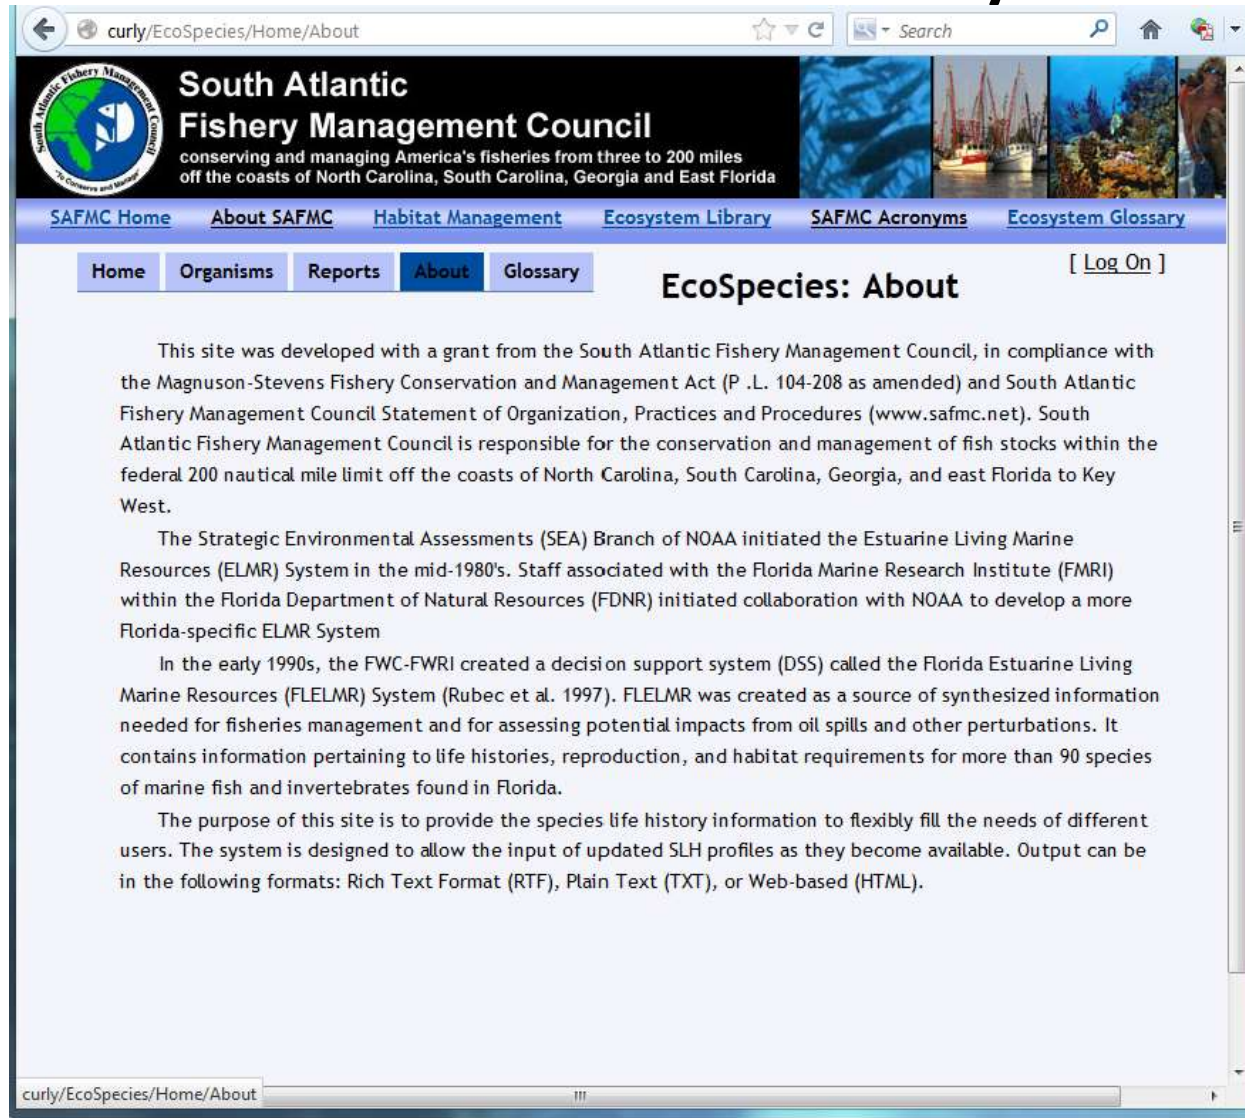 curly/EcoSpecies/Home/About
Search
South Atlantic Fishery Management Council
"To Conserve and Manage"
South Atlantic
Fishery Management Council
conserving and managing America's fisheries from three to 200 miles
off the coasts of North Carolina, South Carolina, Georgia and East Florida
SAFMC Home About SAFMC Habitat Management Ecosystem Library SAFMC Acronyms Ecosystem Glossary
Home Organisms Reports About Glossary
[ Log On ]
EcoSpecies: About
This site was developed with a grant from the South Atlantic Fishery Management Council, in compliance with
the Magnuson-Stevens Fishery Conservation and Management Act (P .L. 104-208 as amended) and South Atlantic
Fishery Management Council Statement of Organization, Practices and Procedures (www.safmc.net). South
Atlantic Fishery Management Council is responsible for the conservation and management of fish stocks within the
federal 200 nautical mile limit off the coasts of North Carolina, South Carolina, Georgia, and east Florida to Key
West.
The Strategic Environmental Assessments (SEA) Branch of NOAA initiated the Estuarine Living Marine
Resources (ELMR) System in the mid-1980's. Staff associated with the Florida Marine Research Institute (FMRI)
within the Florida Department of Natural Resources (FDNR) initiated collaboration with NOAA to develop a more
Florida-specific ELMR System
In the early 1990s, the FWC-FWRI created a decision support system (DSS) called the Florida Estuarine Living
Marine Resources (FLELMR) System (Rubec et al. 1997). FLELMR was created as a source of synthesized information
needed for fisheries management and for assessing potential impacts from oil spills and other perturbations. It
contains information pertaining to life histories, reproduction, and habitat requirements for more than 90 species
of marine fish and invertebrates found in Florida.
The purpose of this site is to provide the species life history information to flexibly fill the needs of different
users. The system is designed to allow the input of updated SLH profiles as they become available. Output can be
in the following formats: Rich Text Format (RTF), Plain Text (TXT), or Web-based (HTML).
curly/EcoSpecies/Home/About